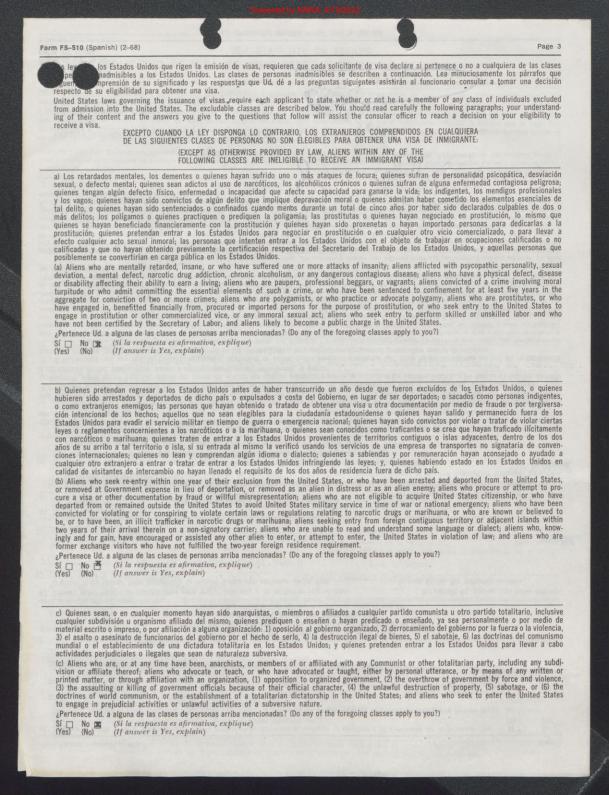 Reviewed by NARA, 4/15/2022
Form FS-510 (Spanish) (2-68)
Page 3
los Estados Unidos que rigen la emisión de visas, requieren que cada solicitante de visa declare si pertenece o no a cualquiera de las clases
inadmisibles a los Estados Unidos. Las clases de personas inadmisibles se describen a continuación. Lea minuciosamente los párrafos que
comprensión de su significado y las respuestas que Ud. dé a las preguntas siguientes asistirán al funcionario consular a tomar una decisión
respecto de su eligibilidad para obtener una visa.
United States laws governing the issuance of visas require each applicant to state whether or not he is a member of any class of individuals excluded
from admission into the United States. The excludable classes are described below. You should read carefully the following paragraphs; your understand-
ing of their content and the answers you give to the questions that follow will assist the consular officer to reach a decision on your eligibility to
receive a visa.
EXCEPTO CUANDO LA LEY DISPONGA LO CONTRARIO, LOS EXTRANJEROS COMPRENDIDOS EN CUALQUIERA
DE LAS SIGUIENTES CLASES DE PERSONAS NO SON ELEGIBLES PARA OBTENER UNA VISA DE INMIGRANTE:
(EXCEPT AS OTHERWISE PROVIDED BY LAW, ALIENS WITHIN ANY OF THE
FOLLOWING CLASSES ARE INELIGIBLE TO RECEIVE AN IMMIGRANT VISA)
a) Los retardados mentales, los dementes o quienes hayan sufrido uno o más ataques de locura; quienes sufran de personalidad psicopática, desviación
sexual, o defecto mental; quienes sean adictos al uso de narcóticos, los alcohólicos crónicos o quienes sufran de alguna enfermedad contagiosa peligrosa;
quienes tengan algún defecto físico, enfermedad o incapacidad que afecte su capacidad para ganarse la vida; los indigentes, los mendigos profesionales
y los vagos; quienes hayan sido convictos de algún delito que implique depravación moral o quienes admitan haber cometido los elementos esenciales de
tal delito, o quienes hayan sido sentenciados o confinados cuando menos durante un total de cinco años por haber sido declarados culpables de dos o
más delitos; los polígamos o quienes practiquen o prediquen la poligamia; las prostitutas o quienes hayan negociado en prostitución, lo mismo que
quienes se hayan beneficiado financieramente con la prostitución y quienes hayan sido proxenetas o hayan importado personas para dedicarlas a la
prostitución; quienes pretendan entrar a los Estados Unidos para negociar en prostitución o en cualquier otro vicio comercializado, o para llevar a
efecto cualquier acto sexual inmoral; las personas que intenten entrar a los Estados Unidos con el objeto de trabajar en ocupaciones calificadas o no
calificadas y que no hayan obtenido previamente la certificación respectiva del Secretario del Trabajo de los Estados Unidos, y aquellas personas que
posiblemente se convertirían en carga pública en los Estados Unidos.
(a) Aliens who are mentally retarded, insane, or who have suffered one or more attacks of insanity; aliens afflicted with psycopathic personality, sexual
deviation, a mental defect, narcotic drug addiction, chronic alcoholism, or any dangerous contagious disease; aliens who have a physical defect, disease
or disability affecting their ability to earn a living; aliens who are paupers, professional beggars, or vagrants; aliens convicted of a crime involving moral
turpitude or who admit committing the essential elements of such a crime, or who have been sentenced to confinement for at least five years in the
aggregate for conviction of two or more crimes; aliens who are polygamists, or who practice or advocate polygamy; aliens who are prostitutes, or who
have engaged in, benefitted financially from, procured or imported persons for the purpose of prostitution, or who seek entry to the United States to
engage in prostitution or other commercialized vice, or any immoral sexual act; aliens who seek entry to perform skilled or unskilled labor and who
have not been certified by the Secretary of Labor; and aliens likely to become a public charge in the United States.
¿Pertenece Ud. a alguna de las clases de personas arriba mencionadas? (Do any of the foregoing classes apply to you?)
Sí No (Si la respuesta es afirmativa, explique)
(Yes) (No) (If answer is Yes, explain)
b) Quienes pretendan regresar a los Estados Unidos antes de haber transcurrido un año desde que fueron excluídos de los Estados Unidos, o quienes
hubieren sido arrestados y deportados de dicho país o expulsados a costa del Gobierno, en lugar de ser deportados; o sacados como personas indigentes,
o como extranjeros enemigos; las personas que hayan obtenido o tratado de obtener una visa u otra documentación por medio de fraude o por tergiversa-
ción intencional de los hechos; aquellos que no sean elegibles para la ciudadanía estadounidense o quienes hayan salido y permanecido fuera de los
Estados Unidos para evadir el servicio militar en tiempo de guerra o emergencia nacional; quienes hayan sido convictos por violar o tratar de violar ciertas
leyes o reglamentos concernientes a los narcóticos o a la marihuana, o quienes sean conocidos como traficantes o se crea que hayan traficado ilícitamente
con narcóticos o marihuana; quienes traten de entrar a los Estados Unidos provenientes de territorios contiguos o islas adyacentes, dentro de los dos
años de su arribo a tal territorio o isla, si su entrada al mismo la verificó usando los servicios de una empresa de transportes no signataria de conven-
ciones internacionales; quienes no lean y comprendan algún idioma o dialecto; quienes a sabiendas y por remuneración hayan aconsejado o ayudado a
cualquier otro extranjero a entrar o tratar de entrar a los Estados Unidos infringiendo las leyes; y, quienes habiendo estado en los Estados Unidos en
calidad de visitantes de intercambio no hayan llenado el requisito de los dos años de residencia fuera de dicho país.
(b) Aliens who seek re-entry within one year of their exclusion from the United States, or who have been arrested and deported from the United States,
or removed at Government expense in lieu of deportation, or removed as an alien in distress or as an alien enemy; aliens who procure or attempt to pro-
cure a visa or other documentation by fraud or willful misrepresentation; aliens who are not eligible to acquire United States citizenship, or who have
departed from or remained outside the United States to avoid United States military service in time of war or national emergency; aliens who have been
convicted for violating or for conspiring to violate certain laws or regulations relating to narcotic drugs or marihuana, or who are known or believed to
be, or to have been, an illicit trafficker in narcotic drugs or marihuana; aliens seeking entry from foreign contiguous territory or adjacent islands within
two years of their arrival therein on a non-signatory carrier; aliens who are unable to read and understand some language or dialect; aliens who, know-
ingly and for gain, have encouraged or assisted any other alien to enter, or attempt to enter, the United States in violation of law; and aliens who are
former exchange visitors who have not fulfilled the two-year foreign residence requirement.
¿Pertenece Ud. a alguna de las clases de personas arriba mencionadas? (Do any of the foregoing classes apply to you?)
Sí No (Si la respuesta es afirmativa, explique)
(Yes) (No) (If answer is Yes, explain)
c) Quienes sean, o en cualquier momento hayan sido anarquistas, o miembros o afiliados a cualquier partido comunista u otro partido totalitario, inclusive
cualquier subdivisión u organismo afiliado del mismo; quienes prediquen o enseñen o hayan predicado o enseñado, ya sea personalmente o por medio de
material escrito o impreso, o por afiliación a alguna organización: 1) oposición al gobierno organizado, 2) derrocamiento del gobierno por la fuerza o la violencia,
3) el asalto o asesinato de funcionarios del gobierno por el hecho de serlo, 4) la destrucción ilegal de bienes, 5) el sabotaje, 6) las doctrinas del comunismo
mundial o el establecimiento de una dictadura totalitaria en los Estados Unidos; y quienes pretendan entrar a los Estados Unidos para llevar a cabo
actividades perjudiciales o ilegales que sean de naturaleza subversiva.
(c) Aliens who are, or at any time have been, anarchists, or members of or affiliated with any Communist or other totalitarian party, including any subdi-
vision or affiliate thereof; aliens who advocate or teach, or who have advocated or taught, either by personal utterance, or by means of any written or
printed matter, or through affiliation with an organization, (1) opposition to organized government, (2) the overthrow of government by force and violence,
(3) the assaulting or killing of government officials because of their official character, (4) the unlawful destruction of property, (5) sabotage, or (6) the
doctrines of world communism, or the establishment of a totalitarian dictatorship in the United States; and aliens who seek to enter the United States
to engage in prejudicial activities or unlawful activities of a subversive nature.
¿Pertenece Ud. a alguna de las clases de personas arriba mencionadas? (Do any of the foregoing classes apply to you?)
Sí No (Si la respuesta es afirmativa, explique)
(Yes) (No) (If answer is Yes, explain)